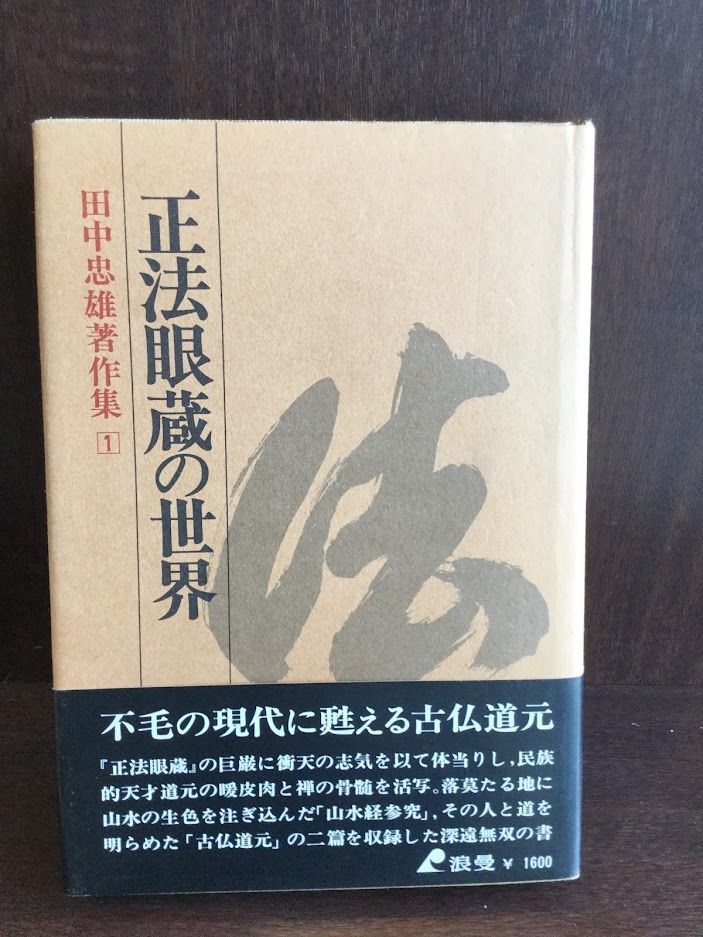 正法眼蔵の世界
田中忠雄著作集 1
法
不毛の現代に甦える古仏道元
『正法眼蔵』の巨巌に衝天の志気を以て体当りし，民族
的天才道元の暖皮肉と禅の骨髄を活写。落莫たる地に
山水の生色を注ぎ込んだ「山水経参究」，その人と道を
明らめた「古仏道元」の二篇を収録した深遠無双の書
浪曼 ¥ 1600